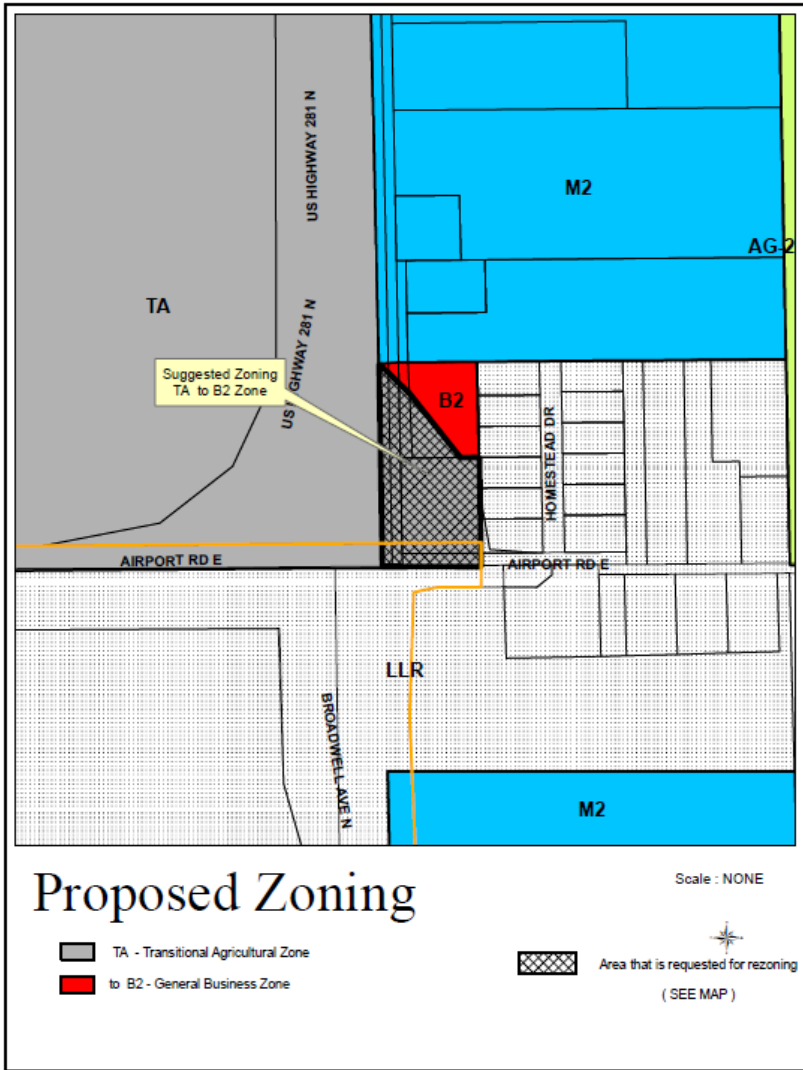 US HIGHWAY 281 N
M2
AG-2
TA
US HIGHWAY 281 N
Suggested Zoning
TA to B2 Zone
B2
HOMESTEAD DR
AIRPORT RD E
AIRPORT RD E
LLR
BROADWELL AVE N
M2
Proposed Zoning
Scale : NONE
TA - Transitional Agricultural Zone
to B2 - General Business Zone
Area that is requested for rezoning
( SEE MAP )